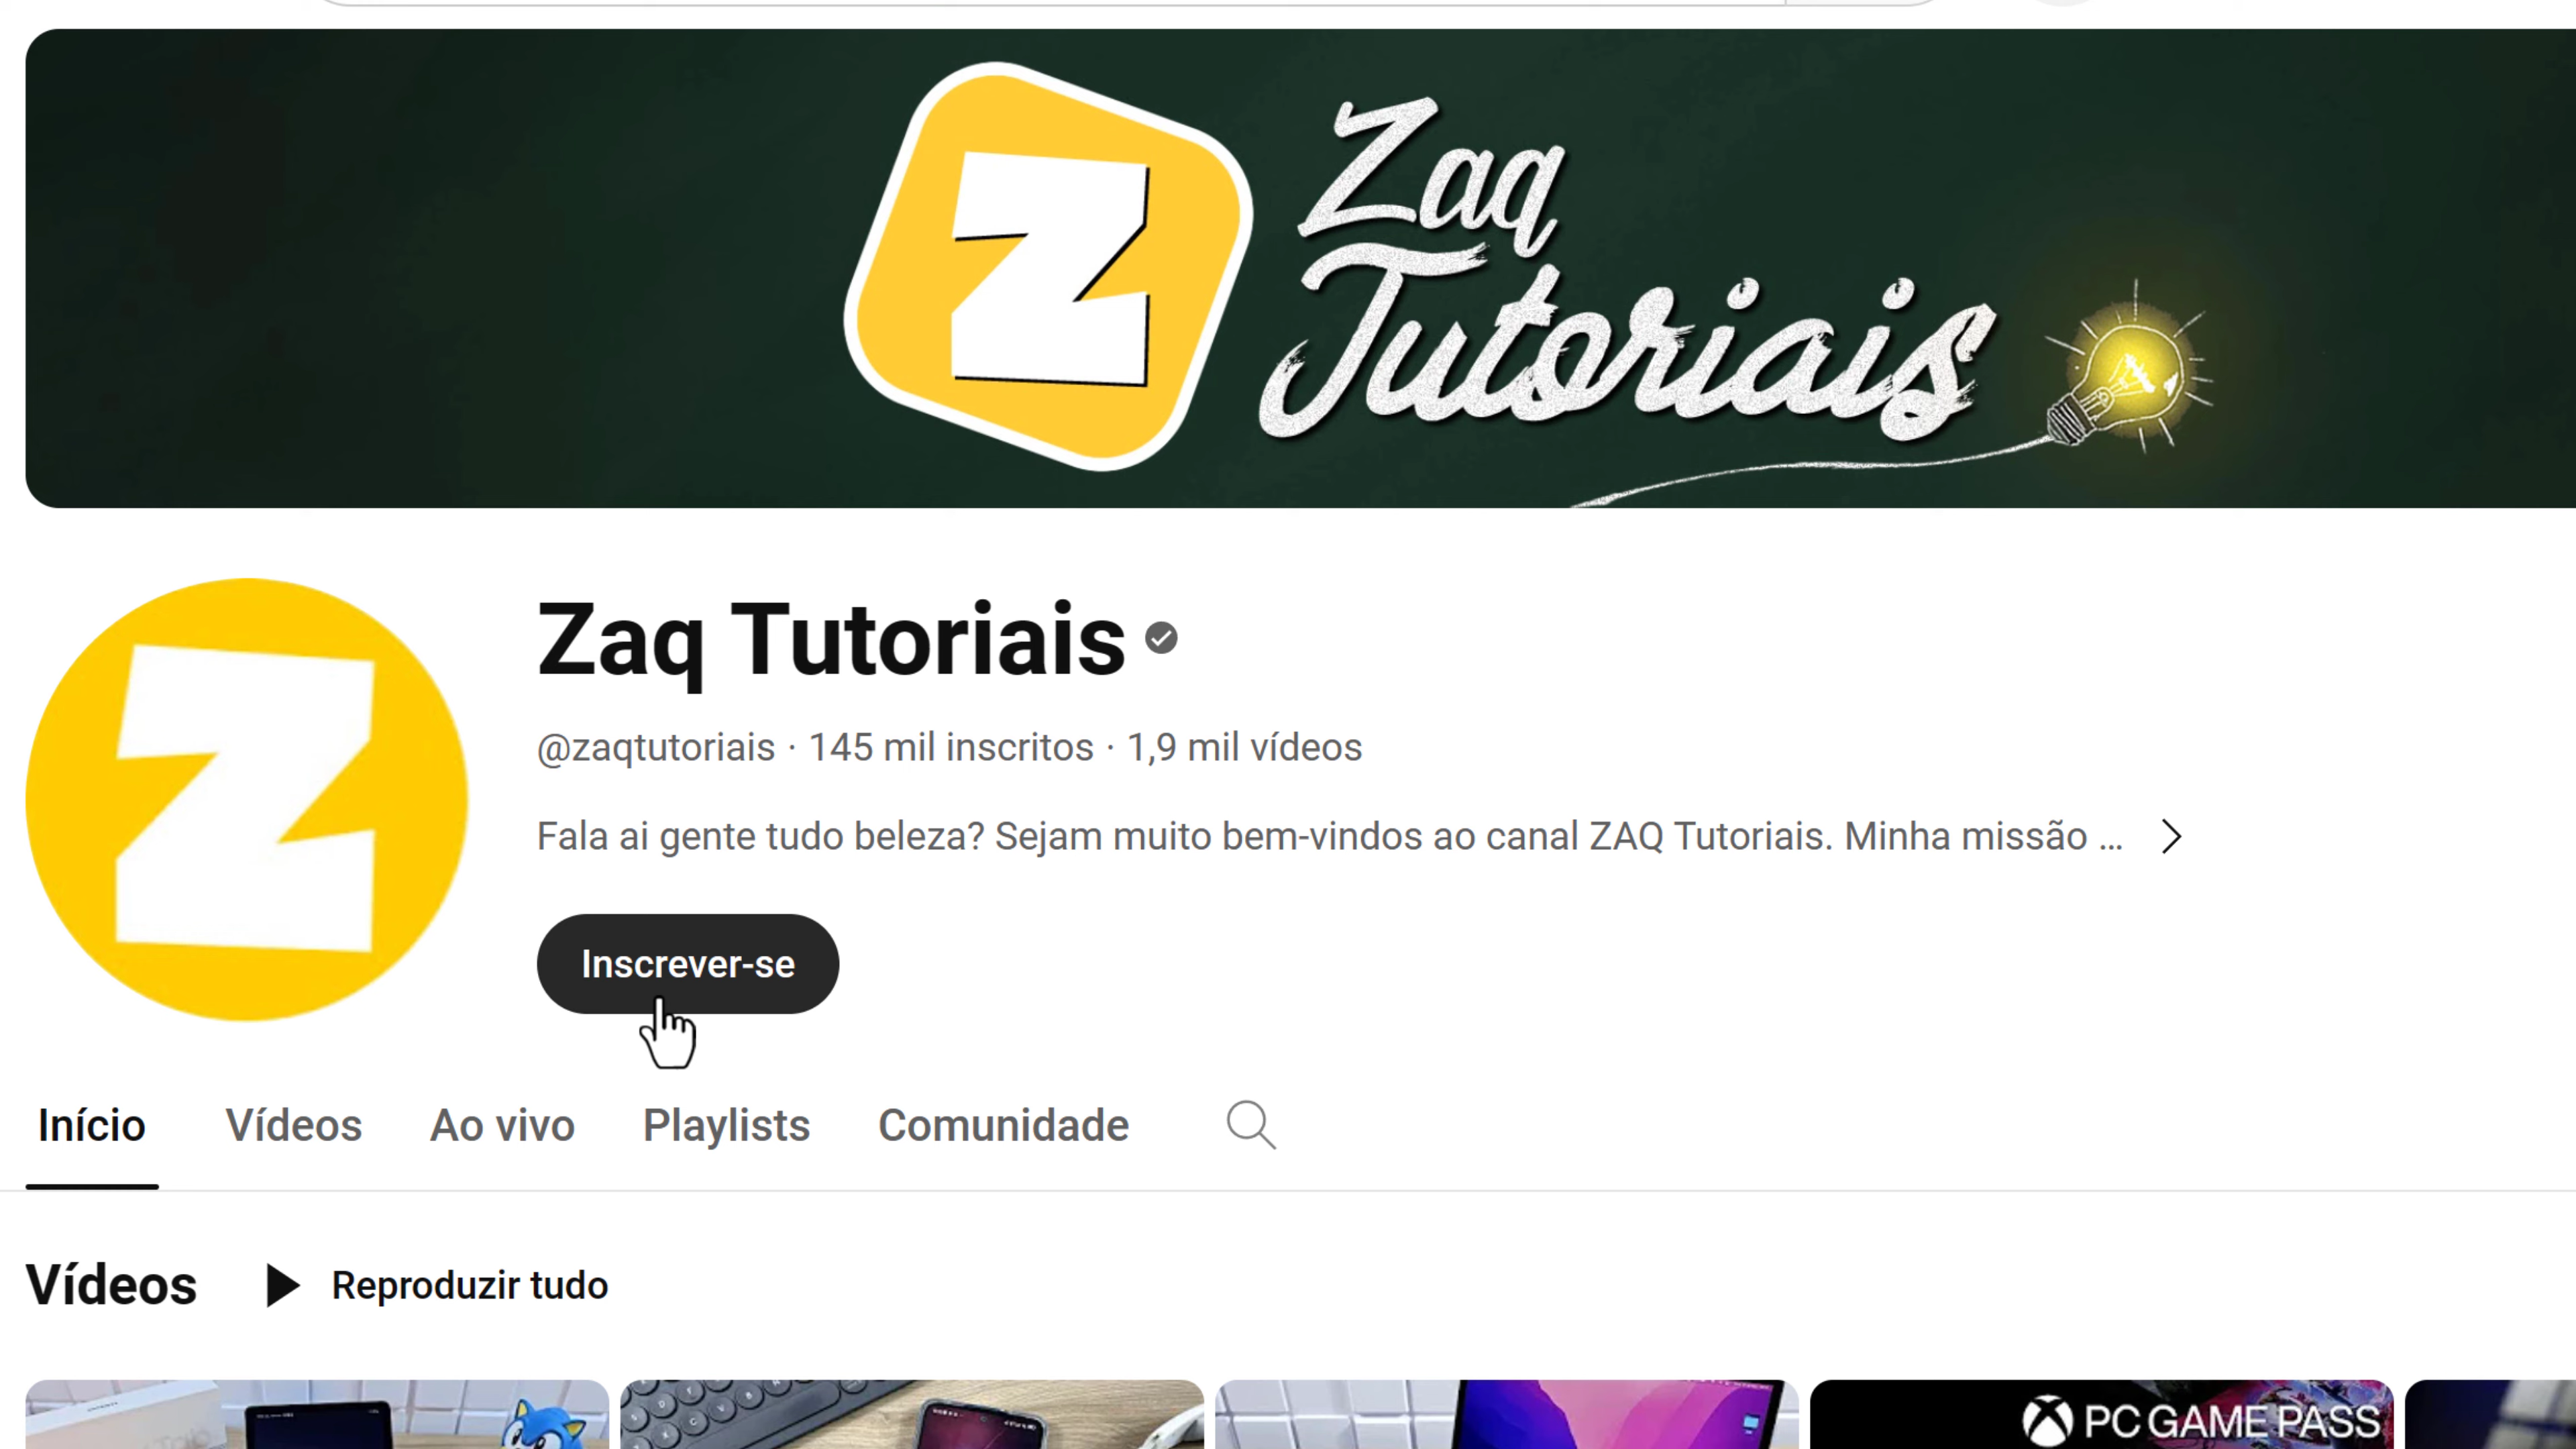 Z
Zaq
Tutoriais
Z
Zaq Tutoriais
@zaqtutoriais · 145 mil inscritos · 1,9 mil vídeos
Fala ai gente tudo beleza? Sejam muito bem-vindos ao canal ZAQ Tutoriais. Minha missão ...
Inscrever-se
Início Vídeos Ao vivo Playlists Comunidade
Vídeos Reproduzir tudo
PC GAME PASS